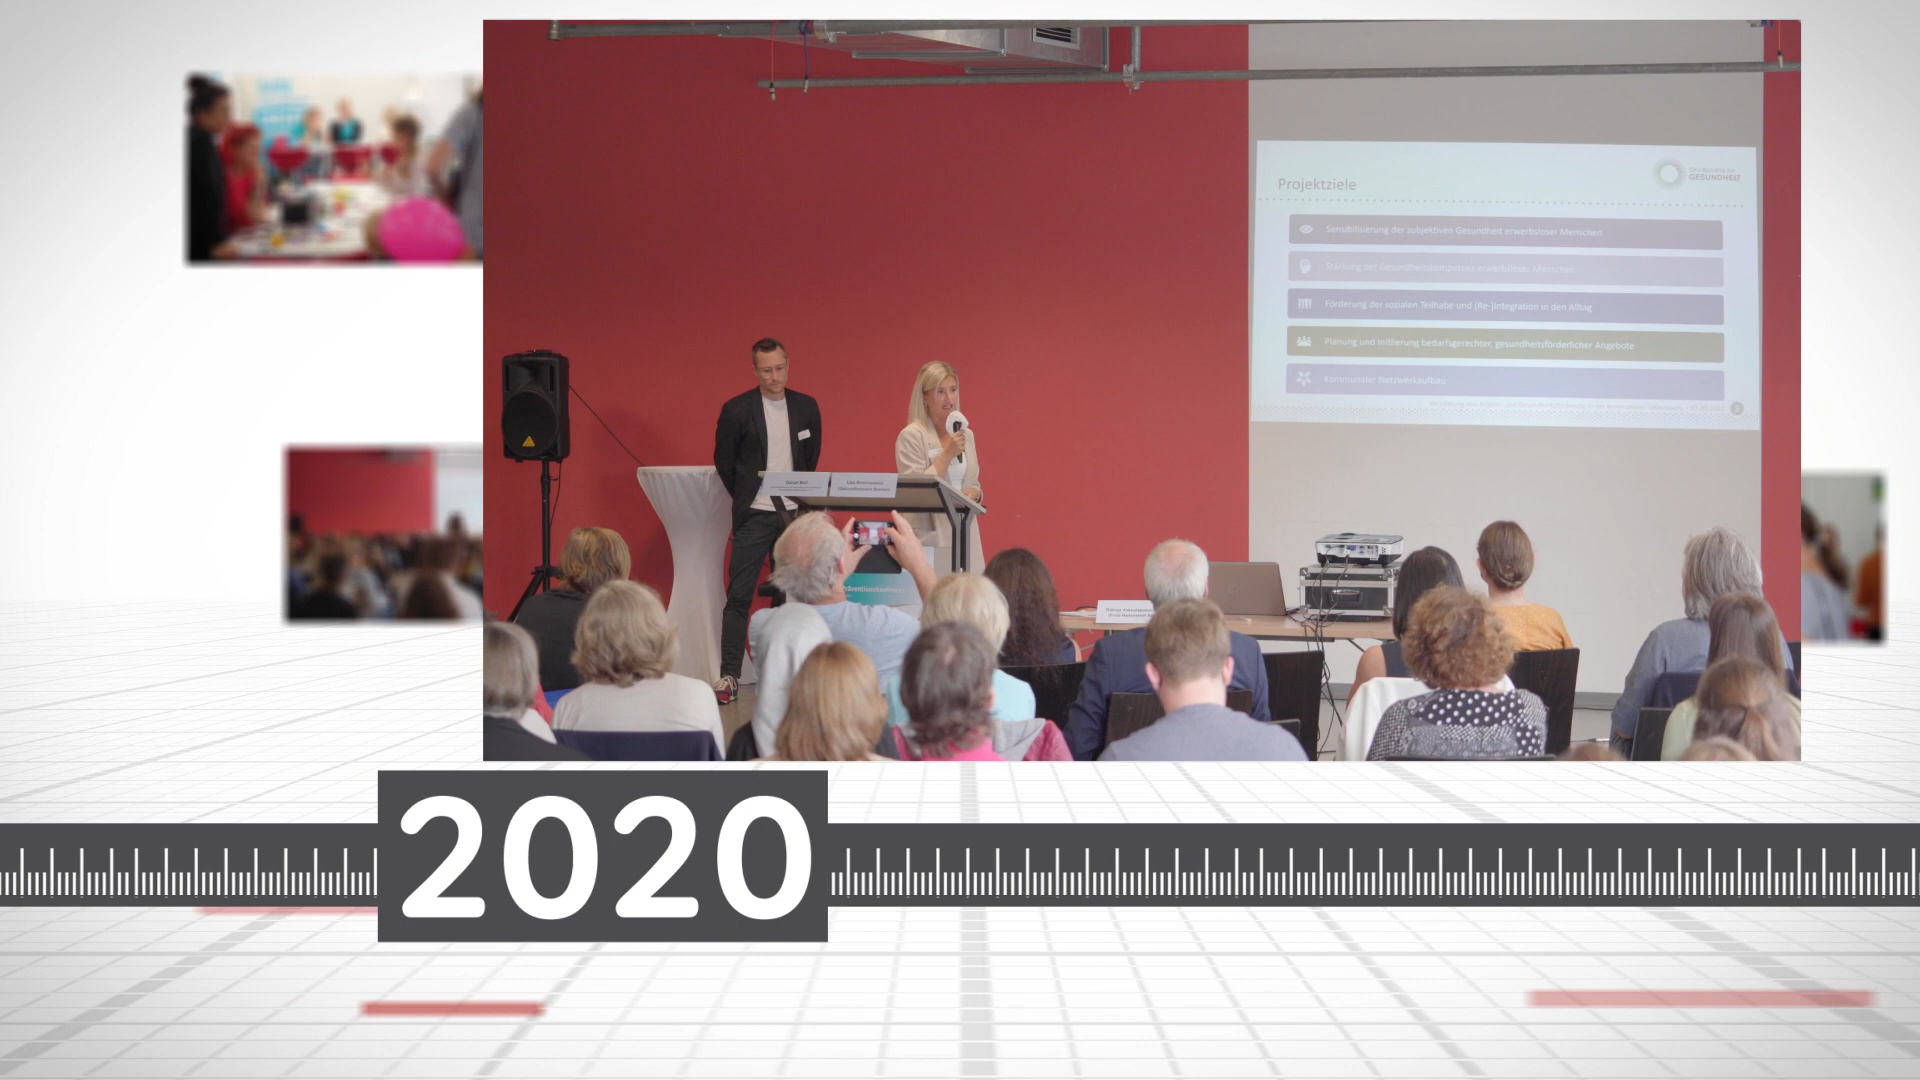 Projektziele
GESUNDHEIT
Sensibilisierung der subjektiven Gesundheit erwerbsloser Menschen
Stärkung der Gesundheitskompetenz erwerbsloser Menschen
Förderung der sozialen Teilhabe und (Re-)Integration in den Alltag
Planung und Initiierung bedarfsgerechter, gesundheitsförderlicher Angebote
Kommunaler Netzwerkaufbau
2020